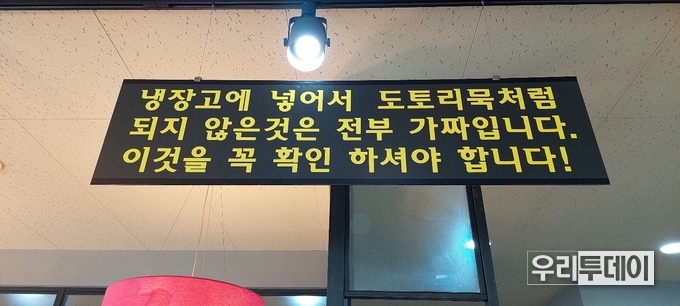 냉장고에 넣어서 도토리묵처럼
되지 않은것은 전부 가짜입니다.
이것을 꼭 확인 하셔야 합니다!
우리투데이